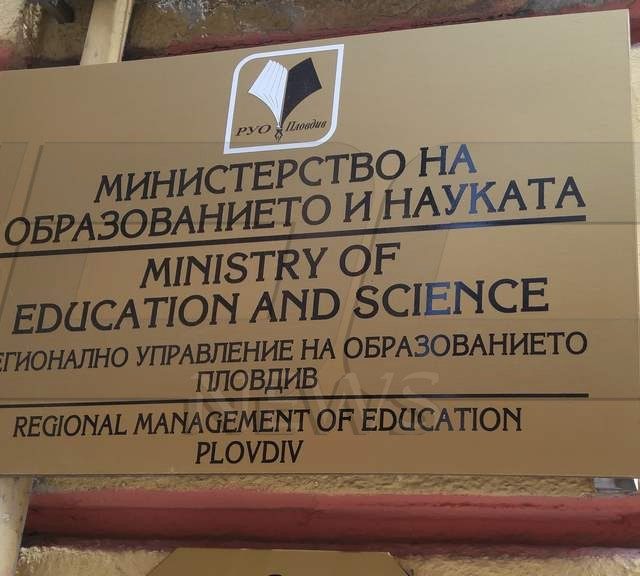 РУО Пловдив
МИНИСТЕРСТВО НА
ОБРАЗОВАНИЕТО И НАУКАТА
MINISTRY OF
EDUCATION AND SCIENCE
ЕГИОНАЛНО УПРАВЛЕНИЕ НА ОБРАЗОВАНИЕТО
ПЛОВДИВ
NEWS
REGIONAL MANAGEMENT OF EDUCATION
PLOVDIV